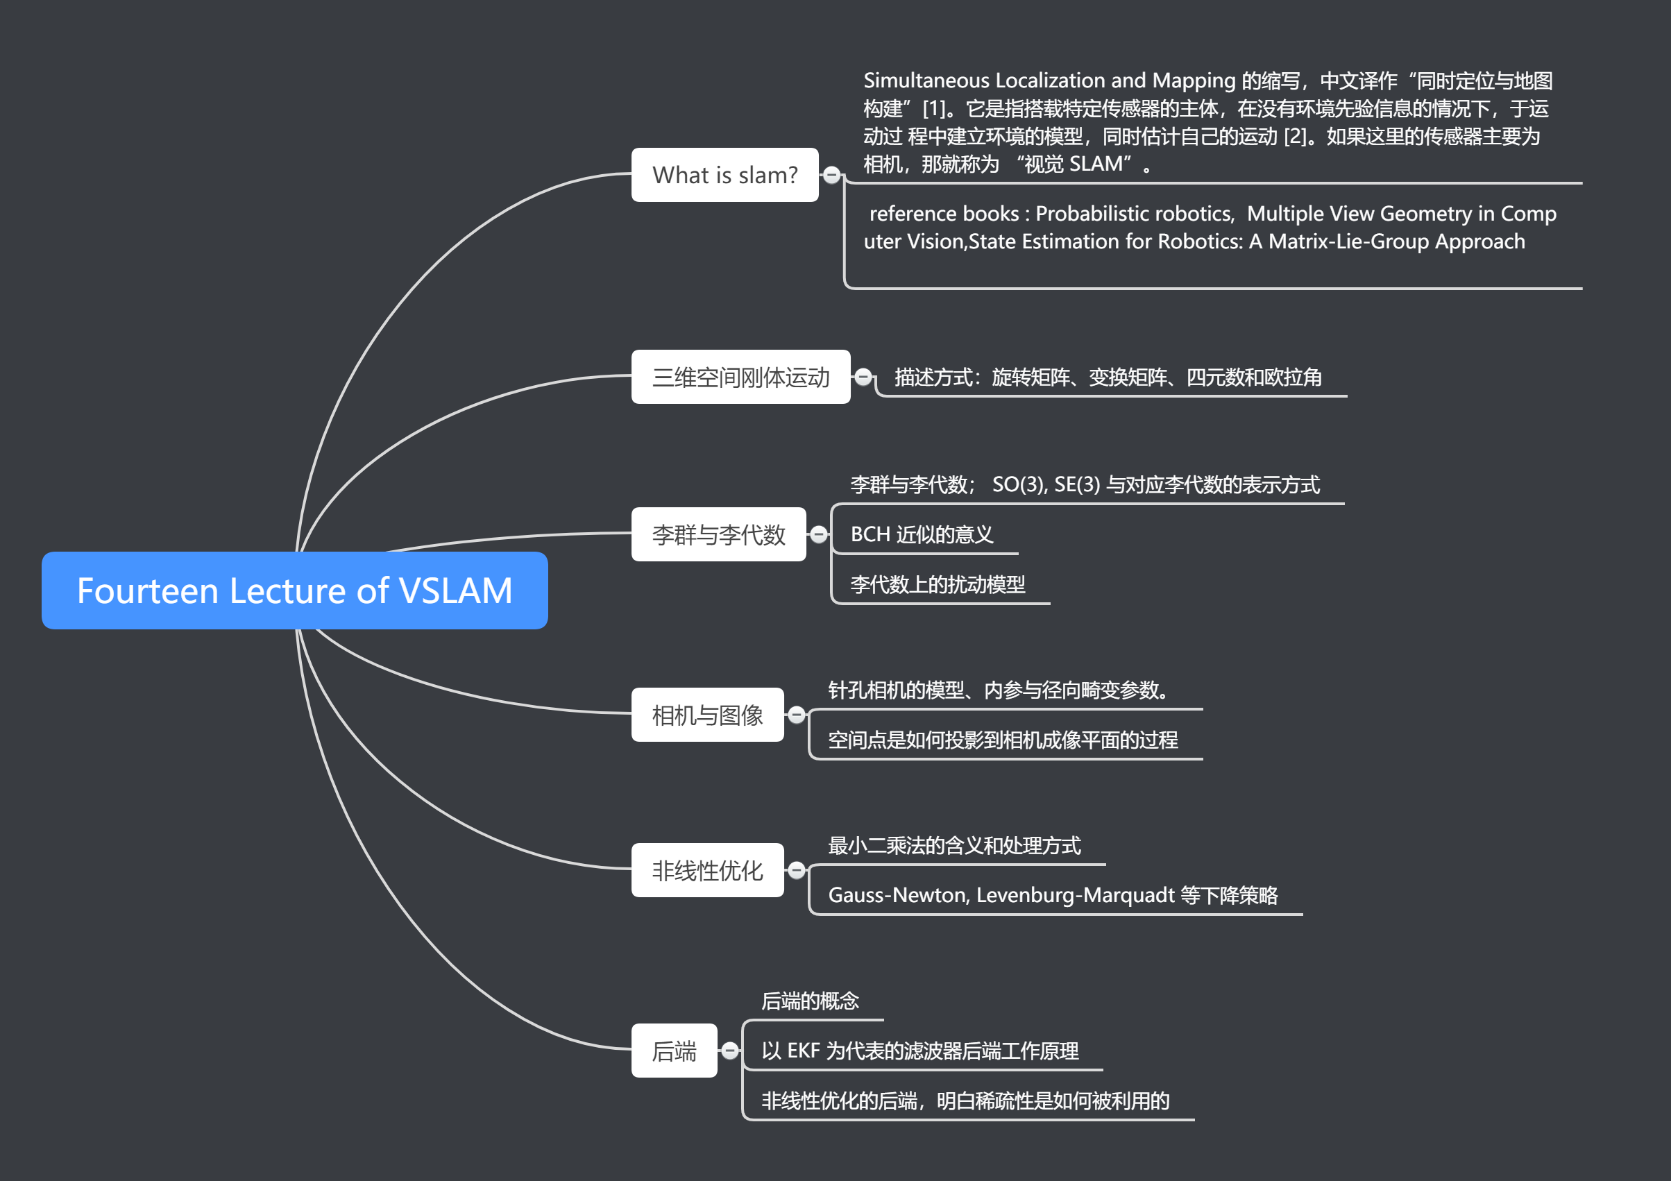 Simultaneous Localization and Mapping 的缩写，中文译作“同时定位与地图
构建”[1]。它是指搭载特定传感器的主体，在没有环境先验信息的情况下，于运
动过 程中建立环境的模型，同时估计自己的运动 [2]。如果这里的传感器主要为
相机，那就称为 “视觉 SLAM” 。
What is slam?
reference books : Probabilistic robotics,  Multiple View Geometry in Comp
uter Vision,State Estimation for Robotics: A Matrix-Lie-Group Approach
三维空间刚体运动
描述方式：旋转矩阵、变换矩阵、四元数和欧拉角
李群与李代数
李群与李代数； SO(3), SE(3) 与对应李代数的表示方式
BCH 近似的意义
李代数上的扰动模型
Fourteen Lecture of VSLAM
相机与图像
针孔相机的模型、内参与径向畸变参数。
空间点是如何投影到相机成像平面的过程
非线性优化
最小二乘法的含义和处理方式
Gauss-Newton, Levenburg-Marquadt 等下降策略
后端
后端的概念
以 EKF 为代表的滤波器后端工作原理
非线性优化的后端，明白稀疏性是如何被利用的